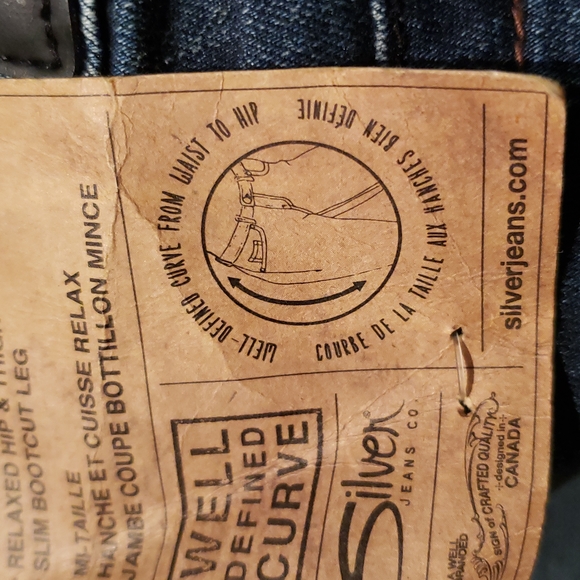 RELAXED HIP &
SLIM BOOTCUT LEG
MI-TAILLE
HANCHE ET CUISSE RELAX
JAMBE COUPE BOTTILLON MINCE
WELL-DEFINED CURVE FROM WAIST TO HIP
COURBE DE LA TAILLE AUX HANCHES BIEN DÉFINIE
WELL
DEFINED
CURVE
Silver®
JEANS CO.
SIGN of CRAFTED QUALITY
designed in
CANADA
silverjeans.com